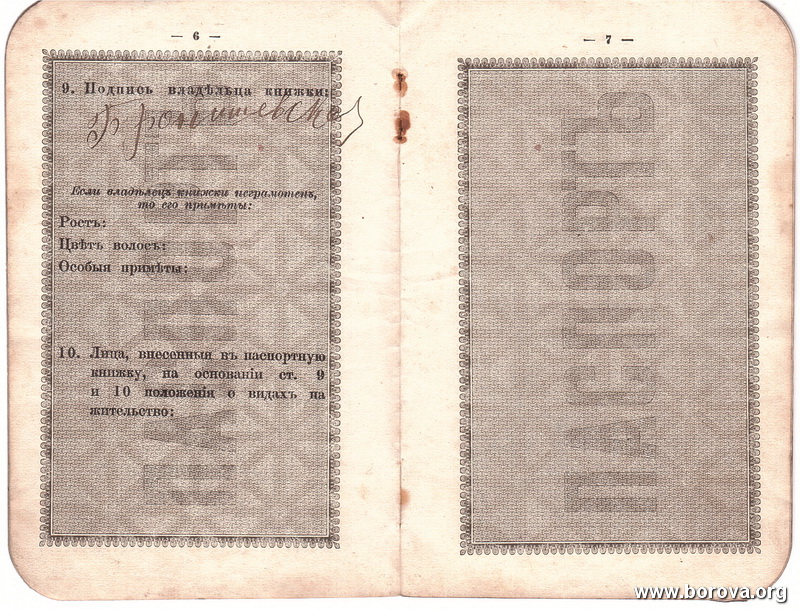 — 6 —
9. Подпись владѣльца книжки:
Если владѣлецъ книжки неграмотенъ,
то его примѣты:
Ростъ:
Цвѣтъ волосъ:
Особыя примѣты:
10. Лица, внесенныя въ паспортную
книжку, на основаніи ст. 9
и 10 положенія о видахъ на
жительство:
ПАСПОРТЪ
— 7 —
ПАСПОРТЪ
www.borova.org